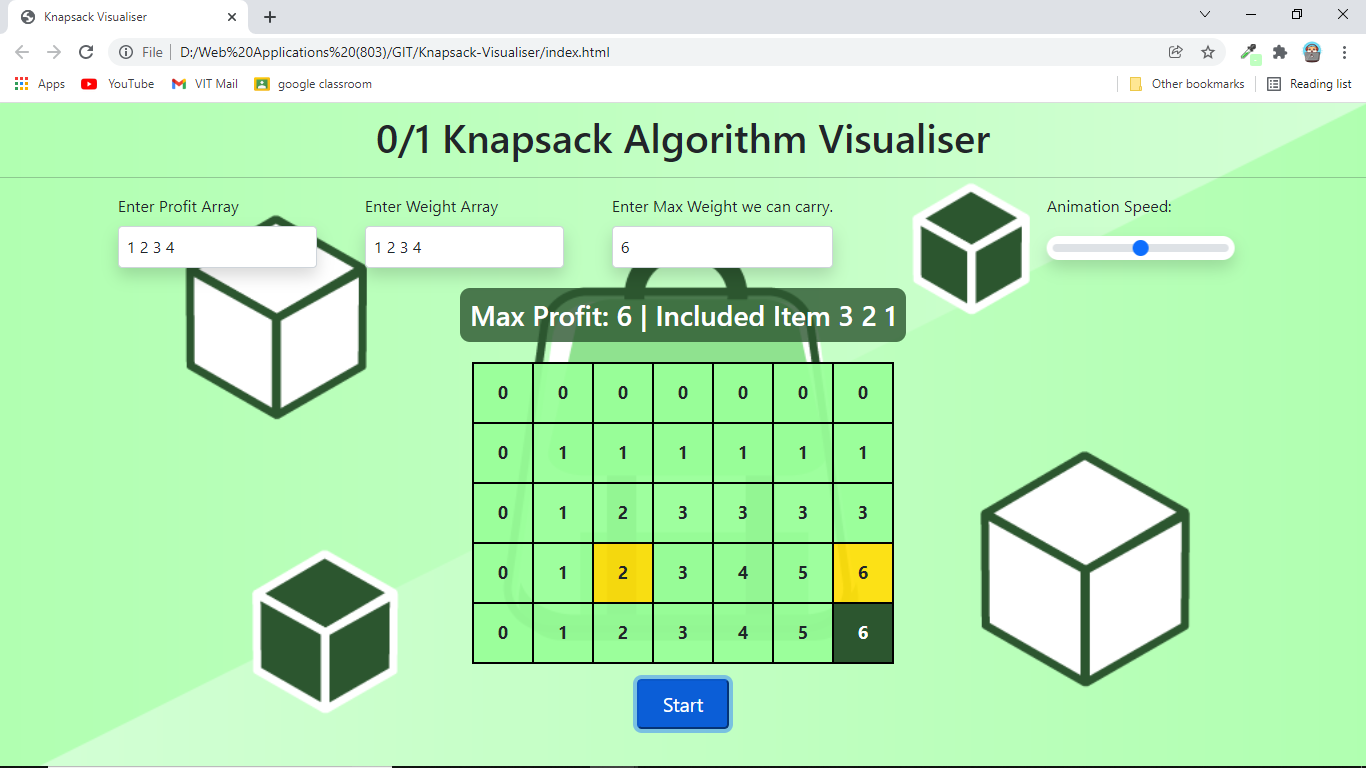 Knapsack Visualiser
File | D:/Web%20Applications%20(803)/GIT/Knapsack-Visualiser/index.html
Apps YouTube VIT Mail google classroom Other bookmarks Reading list
0/1 Knapsack Algorithm Visualiser
Enter Profit Array Enter Weight Array Enter Max Weight we can carry. Animation Speed:
1 2 3 4 1 2 3 4 6
Max Profit: 6 | Included Item 3 2 1
0 0 0 0 0 0 0
0 1 1 1 1 1 1
0 1 2 3 3 3 3
0 1 2 3 4 5 6
0 1 2 3 4 5 6
Start